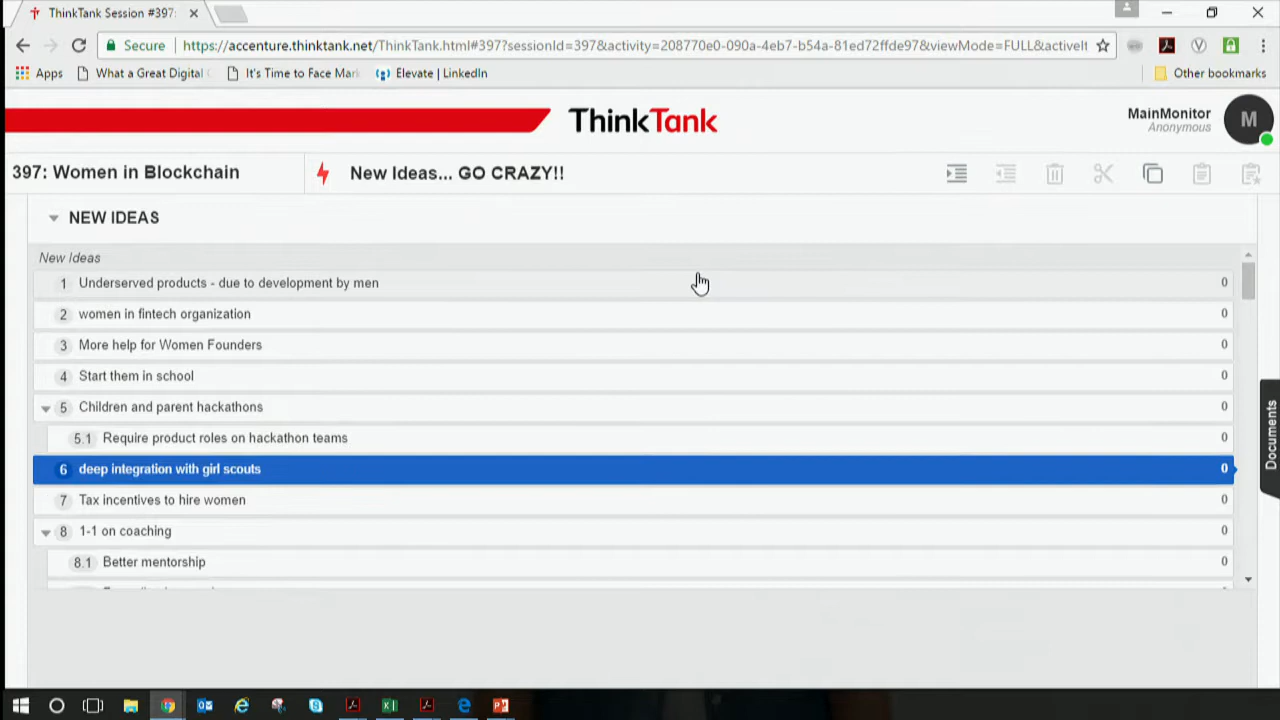 ThinkTank Session #397:
Secure
https://accenture.thinktank.net/ThinkTank.html#397?sessionId=397&activity=208770e0-090a-4eb7-b54a-81ed72ffde97&viewMode=FULL&activeIt
Apps
What a Great Digital
It's Time to Face Mark
Elevate | LinkedIn
Other bookmarks
ThinkTank
MainMonitor
Anonymous
M
397: Women in Blockchain
New Ideas... GO CRAZY!!
NEW IDEAS
New Ideas
1 Underserved products - due to development by men 0
2 women in fintech organization 0
3 More help for Women Founders 0
4 Start them in school 0
5 Children and parent hackathons 0
5.1 Require product roles on hackathon teams 0
6 deep integration with girl scouts 0
7 Tax incentives to hire women 0
8 1-1 on coaching 0
8.1 Better mentorship 0
Documents